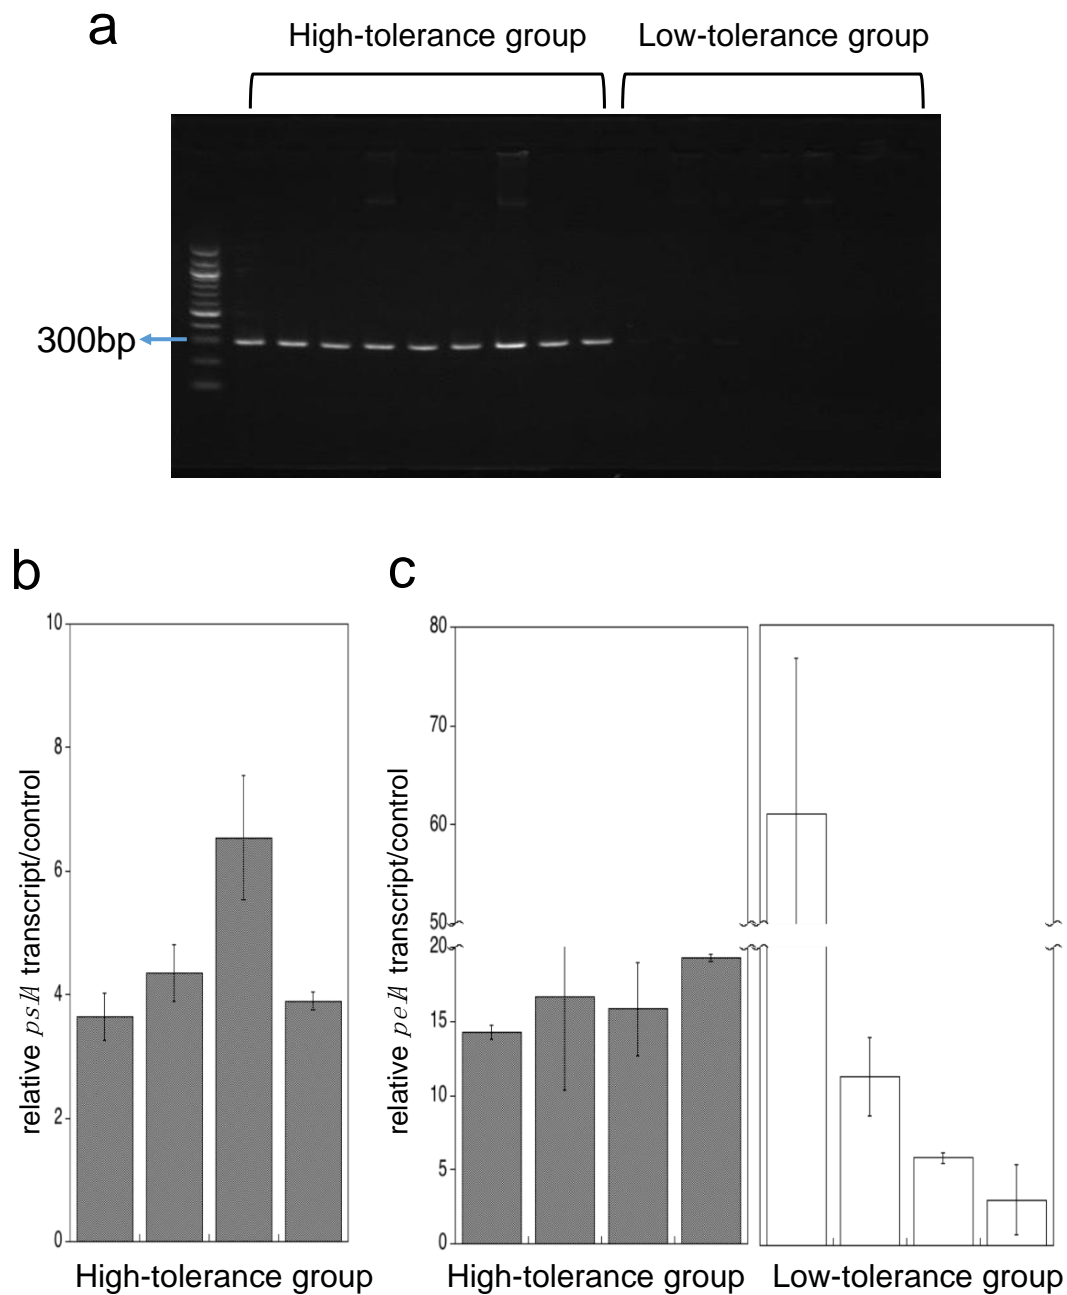 a
High-tolerance group
Low-tolerance group
300bp
b
c
10
8
6
4
2
0
relative pslA transcript/control
High-tolerance group
80
70
60
50
20
15
10
5
0
relative pelA transcript/control
High-tolerance group
Low-tolerance group